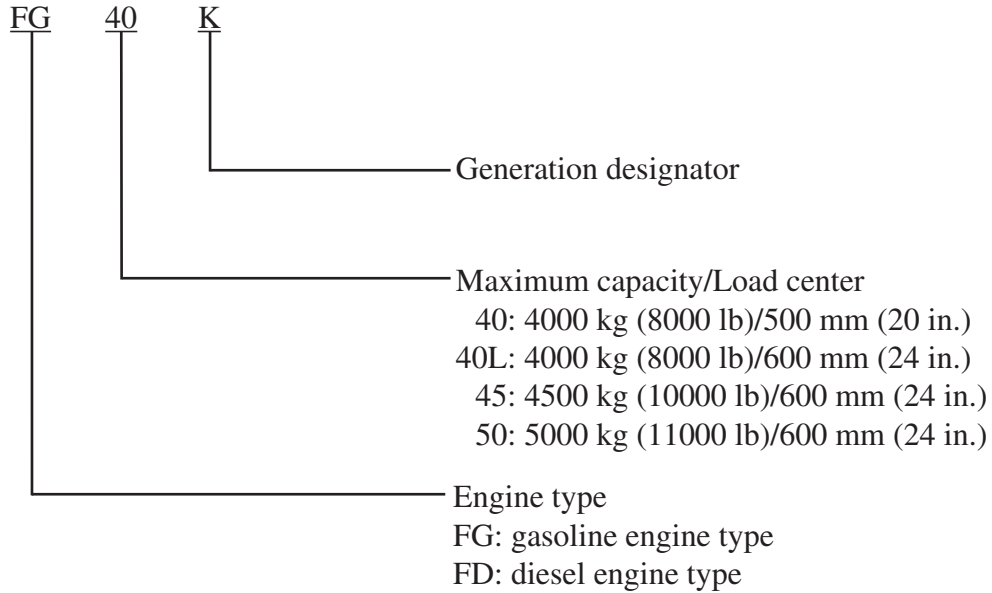 FG 40 K
Generation designator
Maximum capacity/Load center
40: 4000 kg (8000 lb)/500 mm (20 in.)
40L: 4000 kg (8000 lb)/600 mm (24 in.)
45: 4500 kg (10000 lb)/600 mm (24 in.)
50: 5000 kg (11000 lb)/600 mm (24 in.)
Engine type
FG: gasoline engine type
FD: diesel engine type